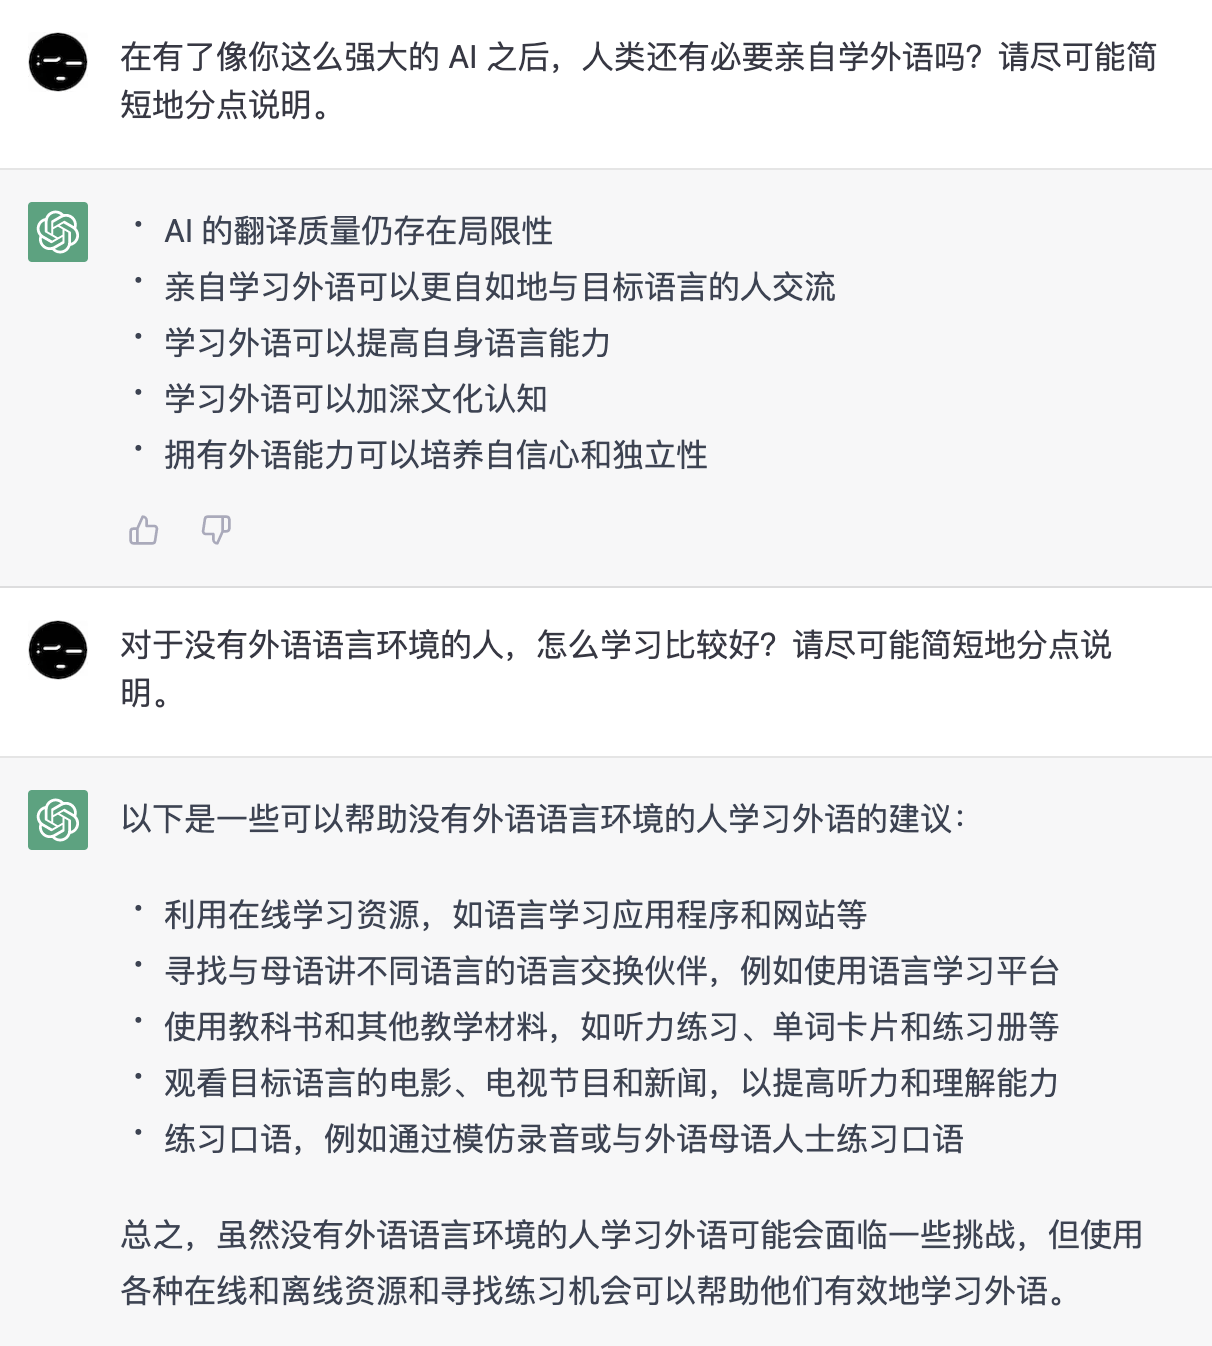 在有了像你这么强大的 AI 之后，人类还有必要亲自学外语吗？请尽可能简
短地分点说明。
• AI 的翻译质量仍存在局限性
• 亲自学习外语可以更自如地与目标语言的人交流
• 学习外语可以提高自身语言能力
• 学习外语可以加深文化认知
• 拥有外语能力可以培养自信心和独立性
对于没有外语语言环境的人，怎么学习比较好？请尽可能简短地分点说
明。
以下是一些可以帮助没有外语语言环境的人学习外语的建议：
• 利用在线学习资源，如语言学习应用程序和网站等
• 寻找与母语讲不同语言的语言交换伙伴，例如使用语言学习平台
• 使用教科书和其他教学材料，如听力练习、单词卡片和练习册等
• 观看目标语言的电影、电视节目和新闻，以提高听力和理解能力
• 练习口语，例如通过模仿录音或与外语母语人士练习口语
总之，虽然没有外语语言环境的人学习外语可能会面临一些挑战，但使用
各种在线和离线资源和寻找练习机会可以帮助他们有效地学习外语。